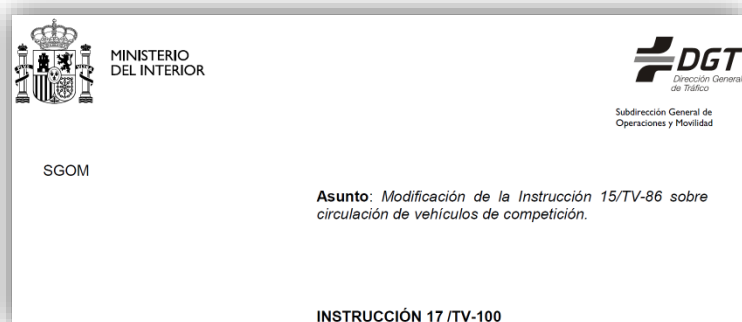 MINISTERIO
DEL INTERIOR
DGT
Dirección General
de Tráfico
Subdirección General de
Operaciones y Movilidad
SGOM
Asunto: Modificación de la Instrucción 15/TV-86 sobre
circulación de vehículos de competición.
INSTRUCCIÓN 17 /TV-100